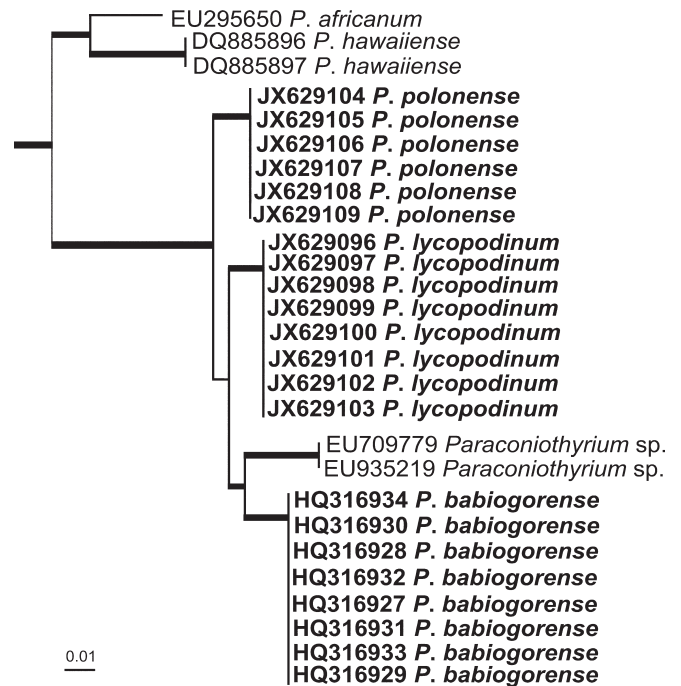 EU295650 P. africanum
DQ885896 P. hawaiiense
DQ885897 P. hawaiiense
JX629104 P. polonense
JX629105 P. polonense
JX629106 P. polonense
JX629107 P. polonense
JX629108 P. polonense
JX629109 P. polonense
JX629096 P. lycopodinum
JX629097 P. lycopodinum
JX629098 P. lycopodinum
JX629099 P. lycopodinum
JX629100 P. lycopodinum
JX629101 P. lycopodinum
JX629102 P. lycopodinum
JX629103 P. lycopodinum
EU709779 Paraconiothyrium sp.
EU935219 Paraconiothyrium sp.
HQ316934 P. babiogorense
HQ316930 P. babiogorense
HQ316928 P. babiogorense
HQ316932 P. babiogorense
HQ316927 P. babiogorense
HQ316931 P. babiogorense
HQ316933 P. babiogorense
HQ316929 P. babiogorense
0.01